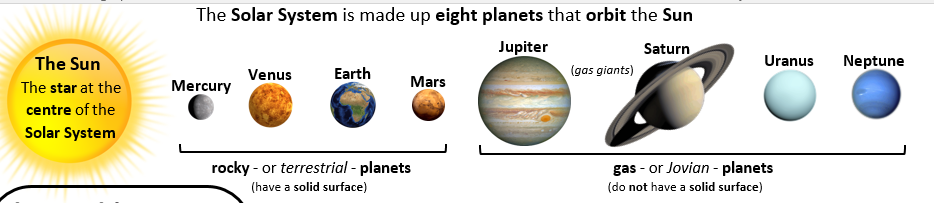 The Solar System is made up eight planets that orbit the Sun
The Sun
The star at the
centre of the
Solar System
Mercury
Venus
Earth
Mars
Jupiter
(gas giants)
Saturn
Uranus
Neptune
rocky - or terrestrial - planets
(have a solid surface)
gas - or Jovian - planets
(do not have a solid surface)